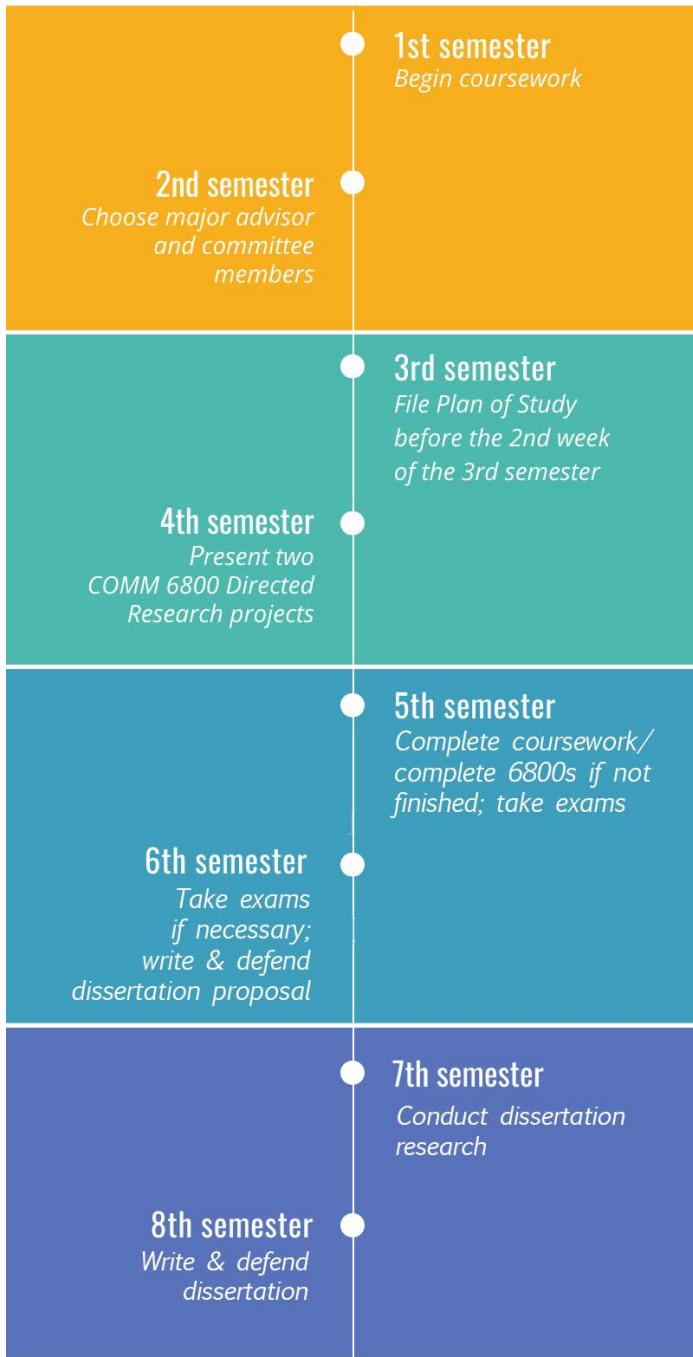 1st semester
Begin coursework
2nd semester
Choose major advisor
and committee
members
3rd semester
File Plan of Study
before the 2nd week
of the 3rd semester
4th semester
Present two
COMM 6800 Directed
Research projects
5th semester
Complete coursework/
complete 6800s if not
finished; take exams
6th semester
Take exams
if necessary;
write & defend
dissertation proposal
7th semester
Conduct dissertation
research
8th semester
Write & defend
dissertation